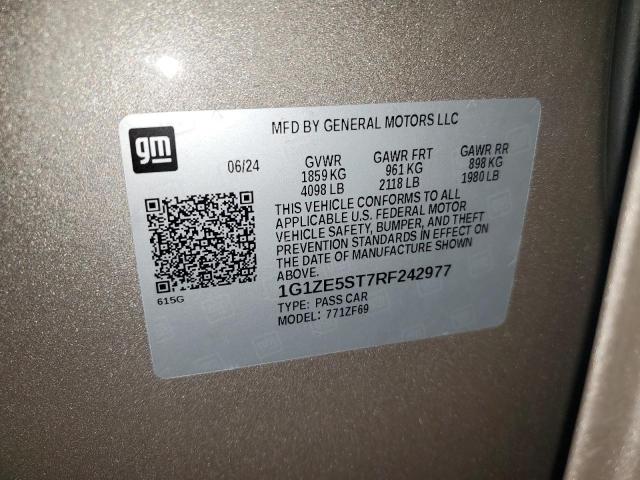 gm
MFD BY GENERAL MOTORS LLC
06/24 GVWR GAWR FRT GAWR RR
1859 KG 961 KG 898 KG
4098 LB 2118 LB 1980 LB
THIS VEHICLE CONFORMS TO ALL
APPLICABLE U.S. FEDERAL MOTOR
VEHICLE SAFETY, BUMPER, AND THEFT
PREVENTION STANDARDS IN EFFECT ON
THE DATE OF MANUFACTURE SHOWN
ABOVE.
1G1ZE5ST7RF242977
TYPE: PASS CAR
MODEL: 771ZF69
615G